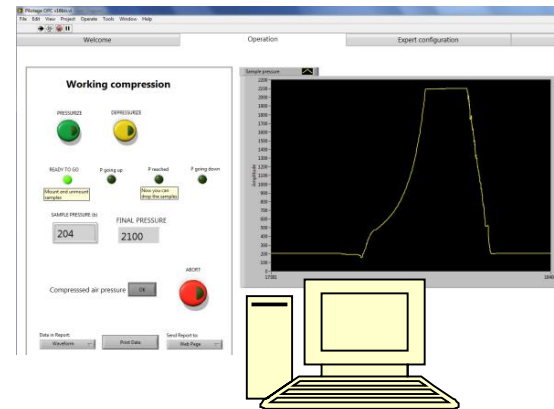 File Edit View Project Operate Tools Window Help
Welcome
Operation
Expert configuration
Working compression
PRESSURIZE
DEPRESSURIZE
READY TO GO
P going up
P reached
P going down
Mount and unmount
samples
Now you can
drop the samples
SAMPLE PRESSURE (b)
204
FINAL PRESSURE
2100
ABORT
Compresssed air pressure
OK
Data in Report:
Waveform
Print Data
Send Report to:
Web Page
Sample pressure
Amplitude
2200
2100
2000
1900
1800
1700
1600
1500
1400
1300
1200
1100
1000
900
800
700
600
500
400
300
200
100
0